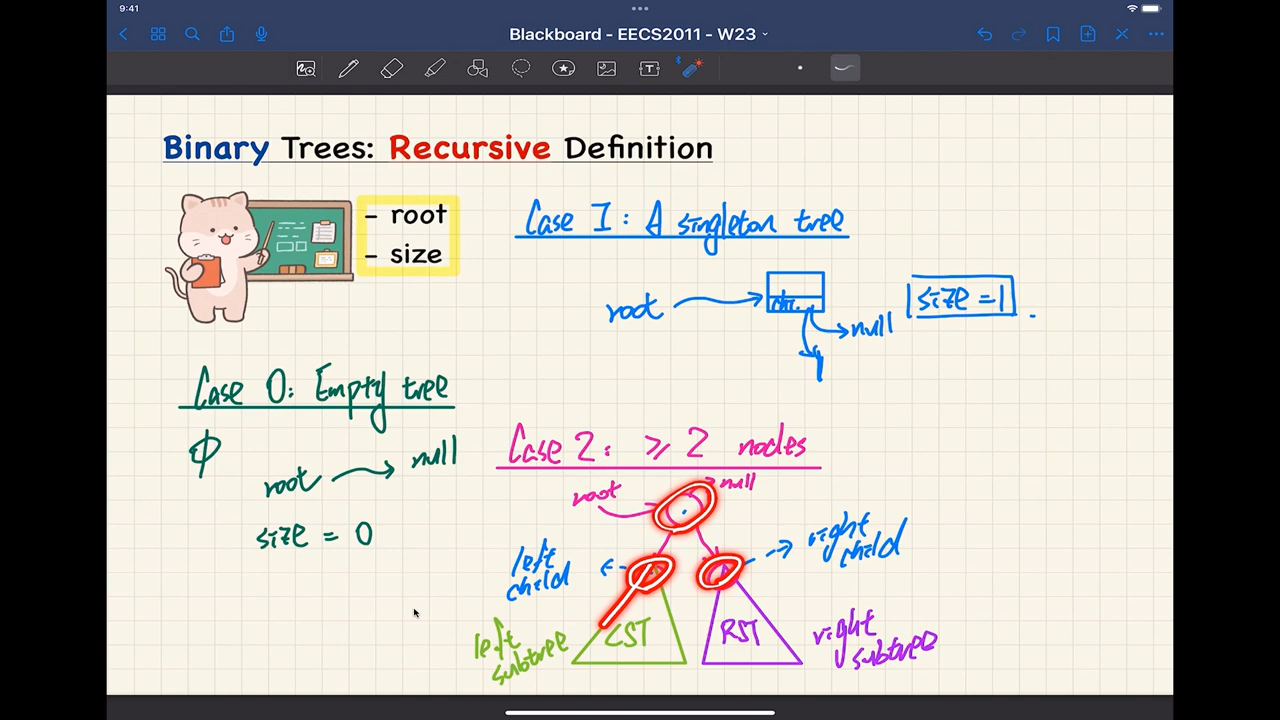 9:41
Blackboard - EECS2011 - W23
Binary Trees: Recursive Definition
- root
- size
Case 1: A singleton tree
root
null
size = 1
Case 0: Empty tree
φ
root
null
size = 0
Case 2: ≥ 2 nodes
root
null
left
child
right
child
LST
RST
left
subtree
right
subtree